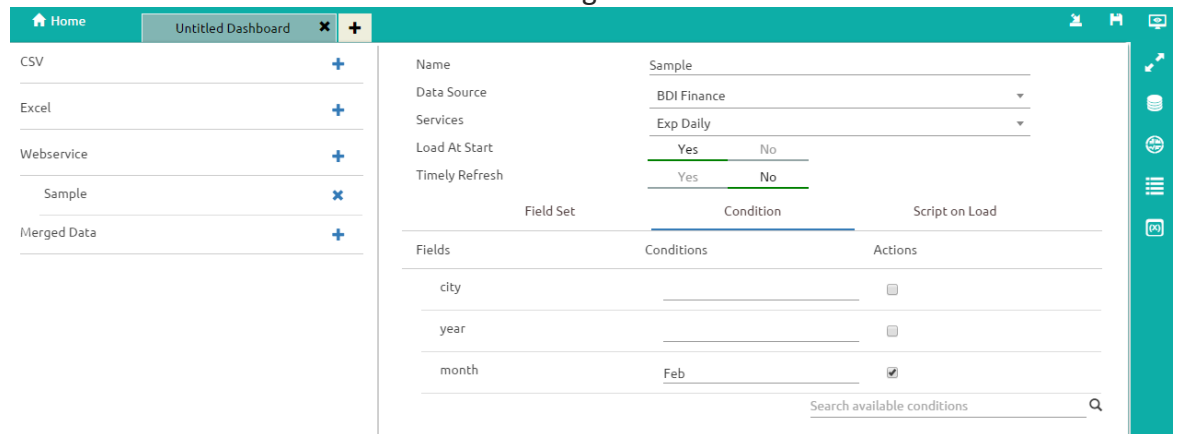 Home
Untitled Dashboard
CSV
Excel
Webservice
Sample
Merged Data
Name Sample
Data Source BDI Finance
Services Exp Daily
Load At Start Yes No
Timely Refresh Yes No
Field Set Condition Script on Load
Fields Conditions Actions
city
year
month Feb
Search available conditions